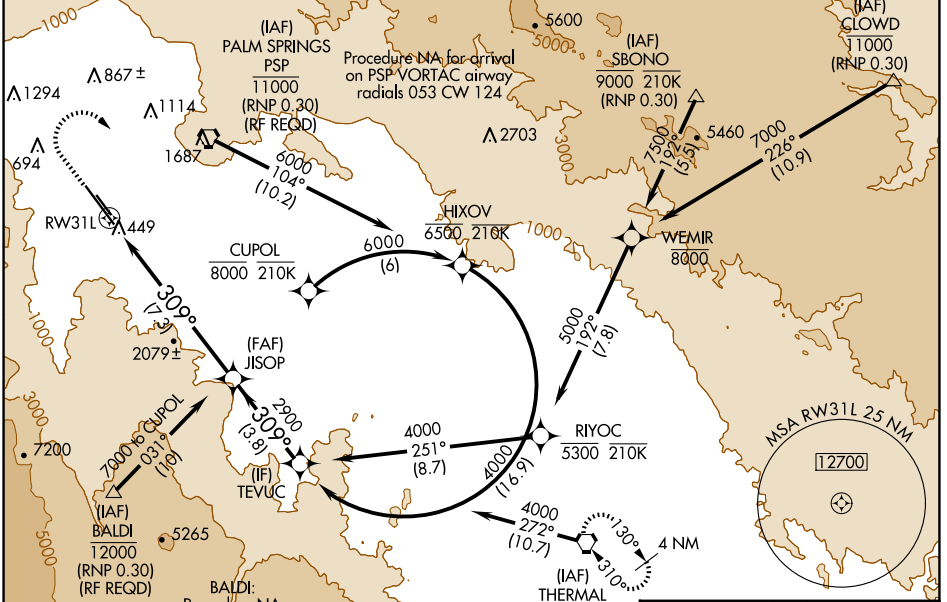 1000
867 ±
1294
1114
694
1687
(IAF)
PALM SPRINGS
PSP
11000
(RNP 0.30)
(RF REQD)
Procedure NA for arrival
on PSP VORTAC airway
radials 053 CW 124
5600
5000
(IAF)
SBONO
9000 210K
(RNP 0.30)
(IAF)
CLOWD
11000
(RNP 0.30)
2703
3000
5460
7500
192°
(5.5)
7000
226°
(10.9)
6000
104°
(10.2)
RW31L
449
HIXOV
6500 210K
1000
WEMIR
8000
CUPOL
8000 210K
6000
(6)
309°
(7.3)
1000
2079 ±
(FAF)
JISOP
5000
192°
(7.8)
2900
309°
(3.8)
3000
7200
7000 to CUPOL
031°
(10)
(IF)
TEVUC
4000
251°
(8.7)
4000
(16.9)
RIYOC
5300 210K
MSA RW31L 25 NM
12700
(IAF)
BALDI
12000
(RNP 0.30)
(RF REQD)
5000
5265
4000
272°
(10.7)
130°
310°
4 NM
(IAF)
THERMAL
BALDI: